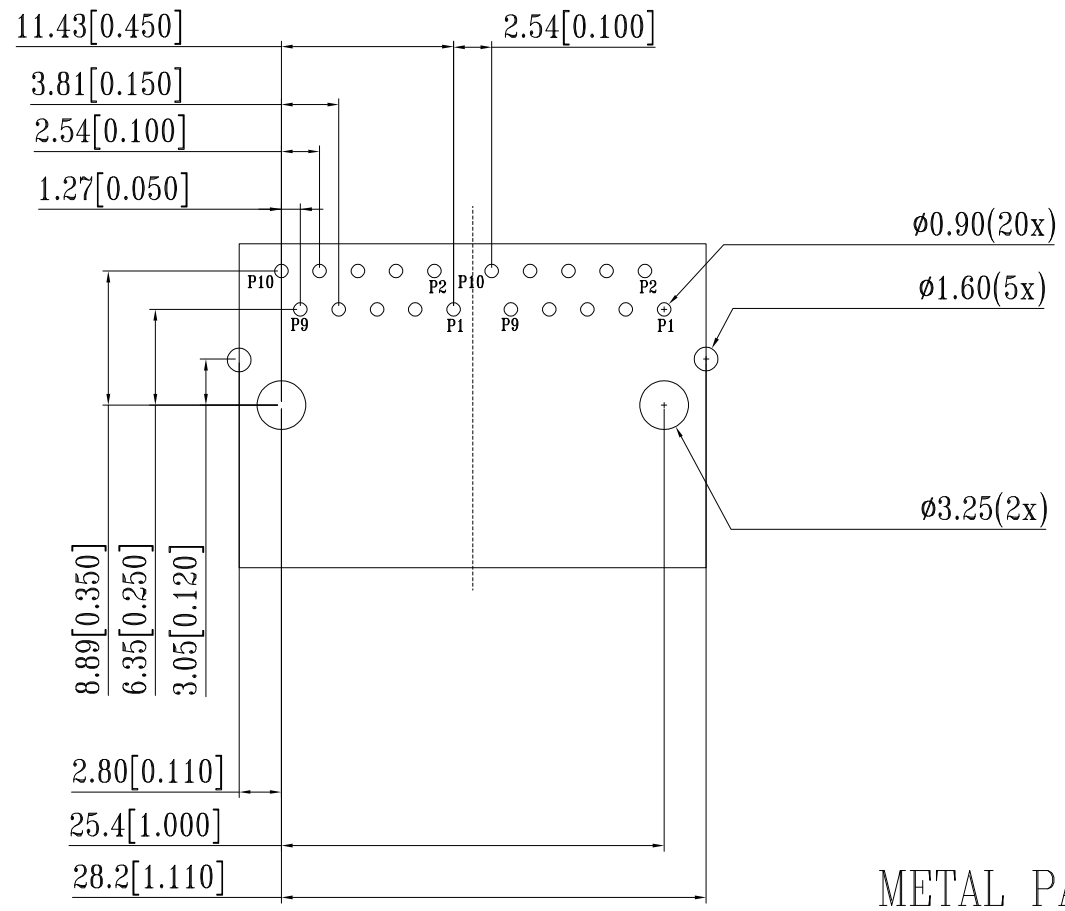 11.43[0.450]
2.54[0.100]
3.81[0.150]
2.54[0.100]
1.27[0.050]
ø0.90(20x)
P10
P2
P10
P2
ø1.60(5x)
P9
P1
P9
P1
ø3.25(2x)
8.89[0.350]
6.35[0.250]
3.05[0.120]
2.80[0.110]
25.4[1.000]
28.2[1.110]
METAL PA